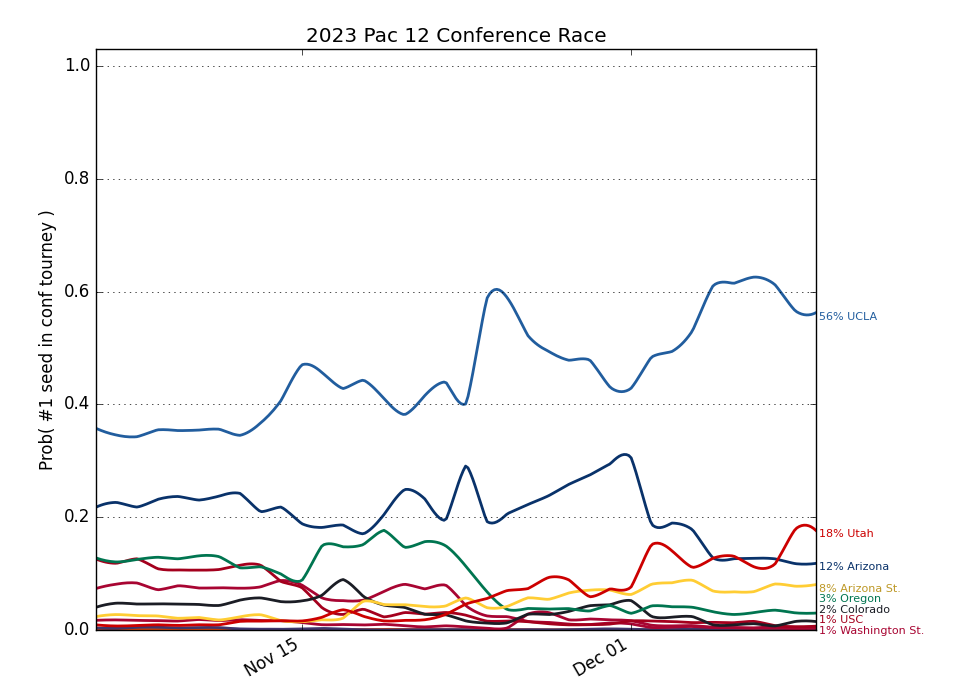 2023 Pac 12 Conference Race
Prob( #1 seed in conf tourney )
1.0
0.8
0.6
0.4
0.2
0.0
Nov 15
Dec 01
56% UCLA
18% Utah
12% Arizona
8% Arizona St.
3% Oregon
2% Colorado
1% USC
1% Washington St.